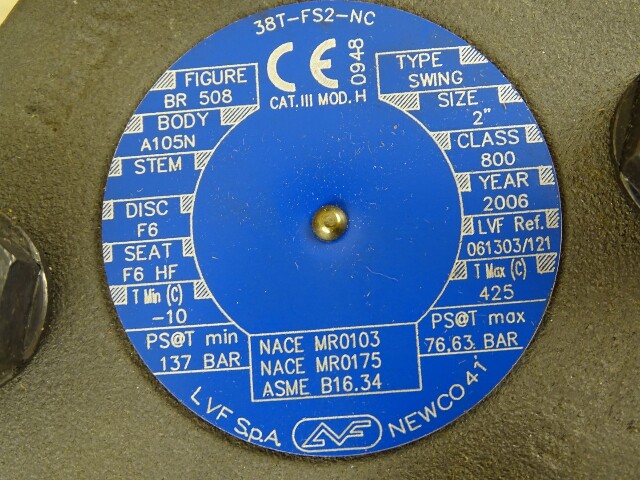 38T-FS2-NC
CE 0948
CAT.III MOD.H
FIGURE
BR 508
BODY
A105N
STEM
DISC
F6
SEAT
F6 HF
T Min (C)
-10
PS@T min
137 BAR
TYPE
SWING
SIZE
2"
CLASS
800
YEAR
2006
LVF Ref.
061303/121
T Max (C)
425
PS@T max
76,63 BAR
NACE MR0103
NACE MR0175
ASME B16.34
LVF S.p.A. LVF NEWCO 41